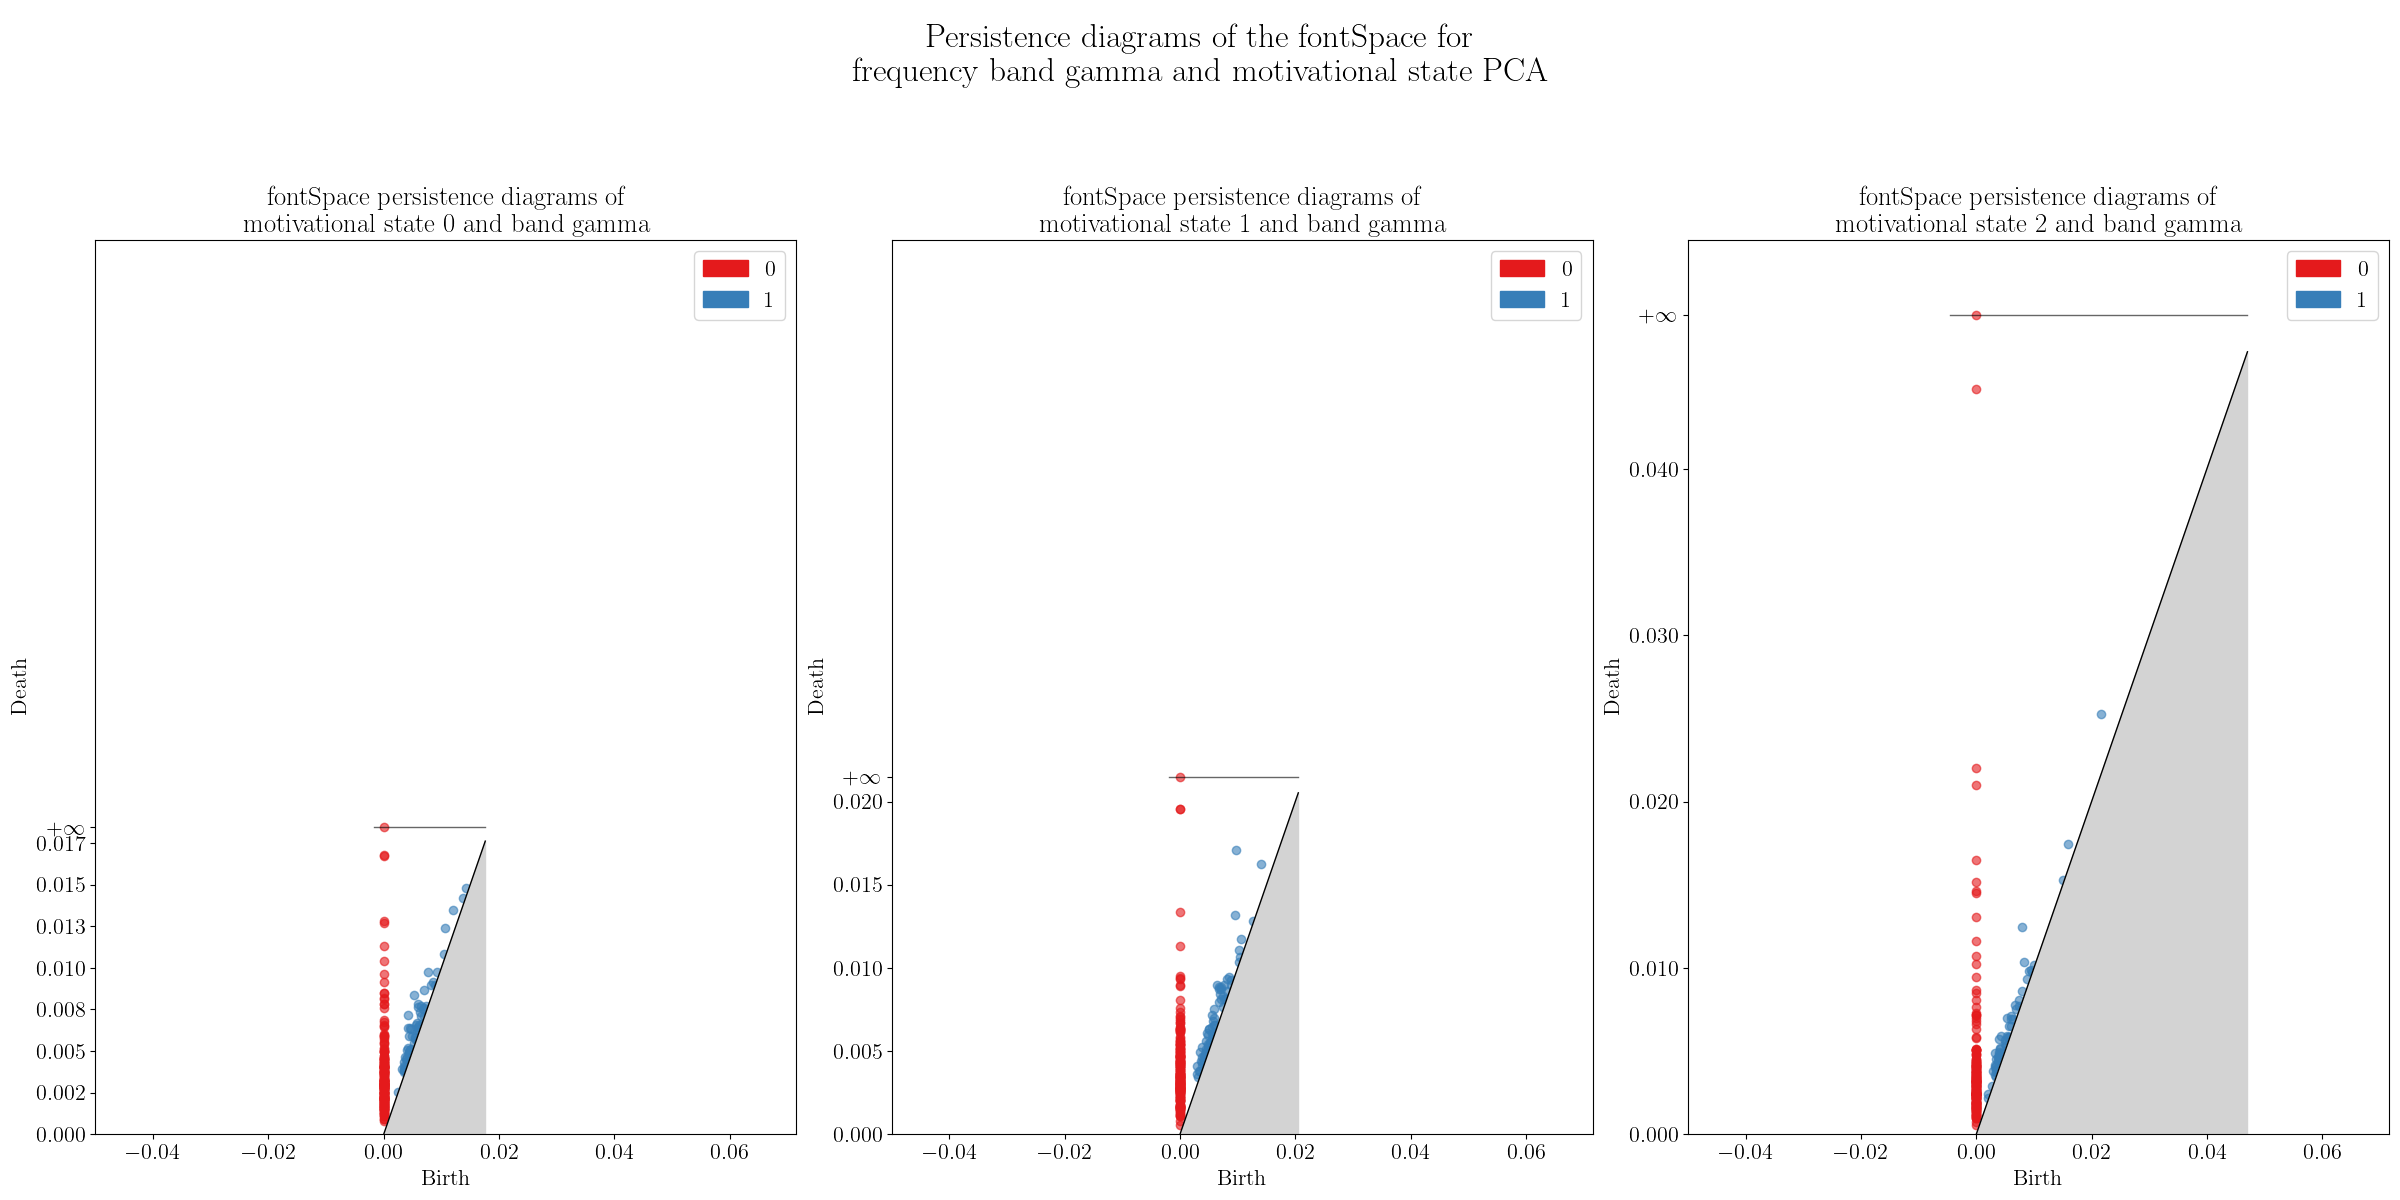 Persistence diagrams of the fontSpace for
frequency band gamma and motivational state PCA
fontSpace persistence diagrams of
motivational state 0 and band gamma
0
1
+∞
0.017
0.015
0.013
0.010
0.008
0.005
0.002
0.000
Death
−0.04 −0.02 0.00 0.02 0.04 0.06
Birth
fontSpace persistence diagrams of
motivational state 1 and band gamma
0
1
+∞
0.020
0.015
0.010
0.005
0.000
Death
−0.04 −0.02 0.00 0.02 0.04 0.06
Birth
fontSpace persistence diagrams of
motivational state 2 and band gamma
0
1
+∞
0.040
0.030
0.020
0.010
0.000
Death
−0.04 −0.02 0.00 0.02 0.04 0.06
Birth